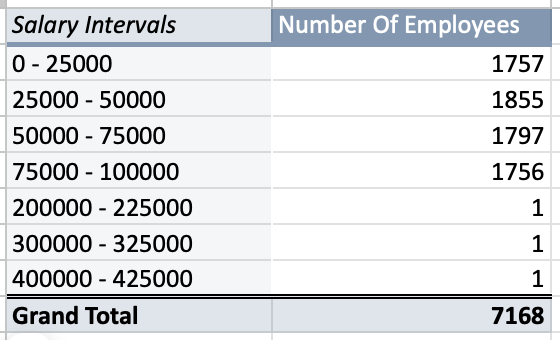 Salary Intervals Number Of Employees
0 - 25000 1757
25000 - 50000 1855
50000 - 75000 1797
75000 - 100000 1756
200000 - 225000 1
300000 - 325000 1
400000 - 425000 1
Grand Total 7168